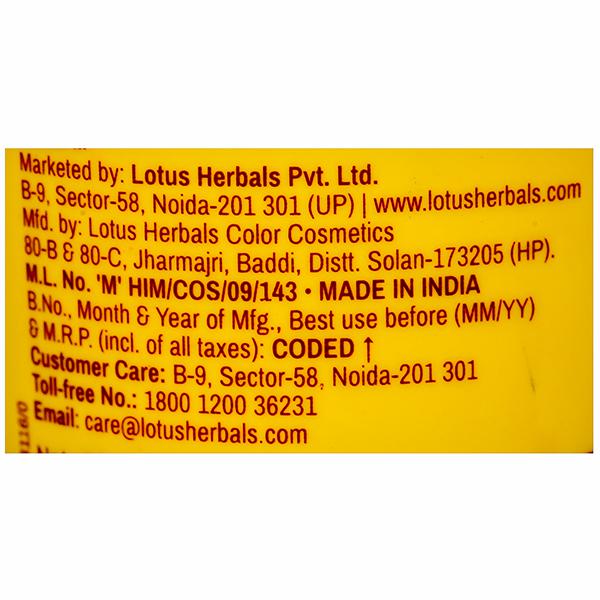 Marketed by: Lotus Herbals Pvt. Ltd.
B-9, Sector-58, Noida-201 301 (UP) | www.lotusherbals.com
Mfd. by: Lotus Herbals Color Cosmetics
80-B & 80-C, Jharmajri, Baddi, Distt. Solan-173205 (HP).
M.L. No. 'M' HIM/COS/09/143 • MADE IN INDIA
B.No., Month & Year of Mfg., Best use before (MM/YY)
& M.R.P. (incl. of all taxes): CODED ↑
Customer Care: B-9, Sector-58, Noida-201 301
Toll-free No.: 1800 1200 36231
Email: care@lotusherbals.com